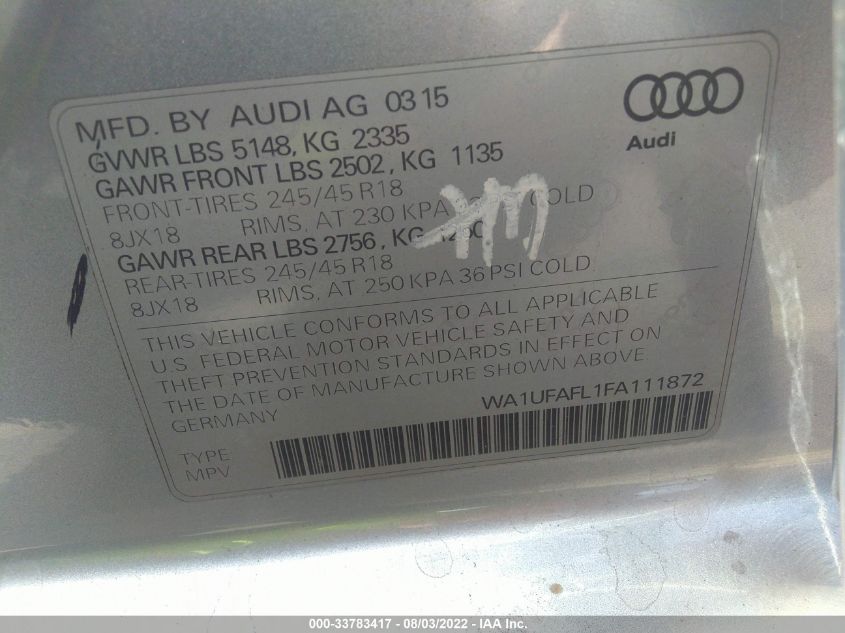 MFD. BY AUDI AG 03 15
GVWR LBS 5148, KG 2335
GAWR FRONT LBS 2502, KG 1135
FRONT-TIRES 245/45 R18
8JX18 RIMS, AT 230 KPA PSI COLD
GAWR REAR LBS 2756, KG 1250
REAR-TIRES 245/45 R18
8JX18 RIMS, AT 250 KPA 36 PSI COLD
Audi
THIS VEHICLE CONFORMS TO ALL APPLICABLE
U.S. FEDERAL MOTOR VEHICLE SAFETY AND
THEFT PREVENTION STANDARDS IN EFFECT ON
THE DATE OF MANUFACTURE SHOWN ABOVE.
GERMANY
WA1UFAFL1FA111872
TYPE
MPV
000-33783417 - 08/03/2022 - IAA Inc.